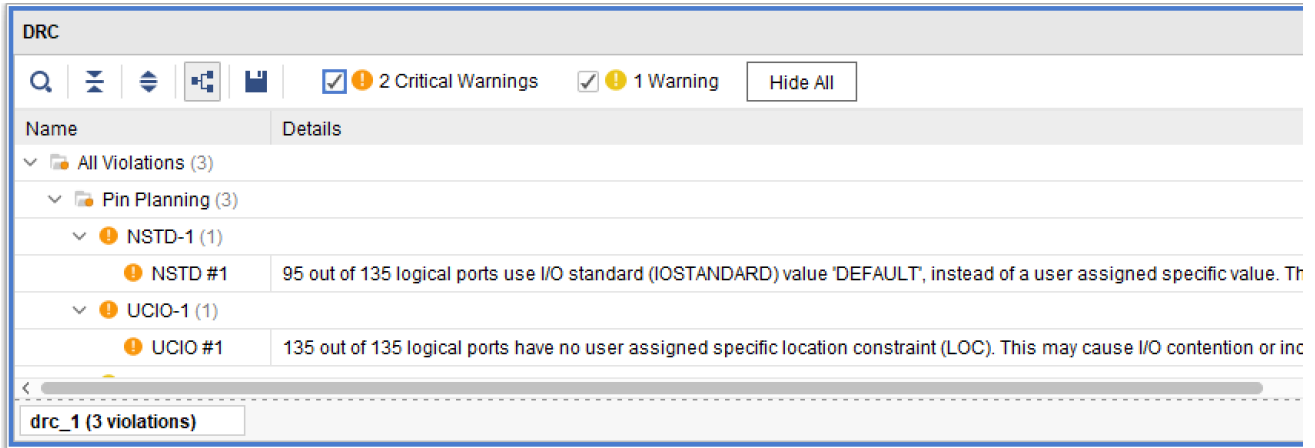 DRC
2 Critical Warnings 1 Warning Hide All
Name Details
All Violations (3)
Pin Planning (3)
NSTD-1 (1)
NSTD #1 95 out of 135 logical ports use I/O standard (IOSTANDARD) value 'DEFAULT', instead of a user assigned specific value. Th
UCIO-1 (1)
UCIO #1 135 out of 135 logical ports have no user assigned specific location constraint (LOC). This may cause I/O contention or inc
drc_1 (3 violations)